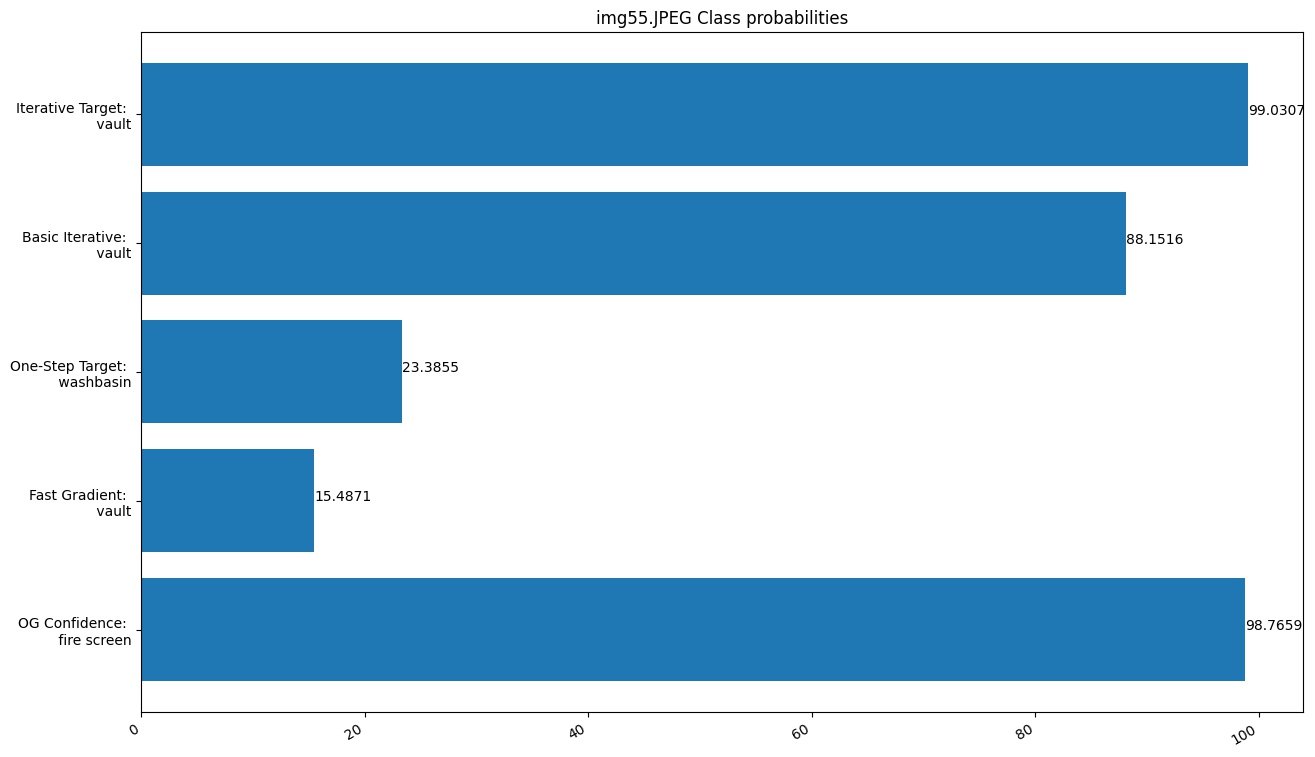 img55.JPEG Class probabilities
Iterative Target:
vault
99.0307
Basic Iterative:
vault
88.1516
One-Step Target:
washbasin
23.3855
Fast Gradient:
vault
15.4871
OG Confidence:
fire screen
98.7659
0
20
40
60
80
100